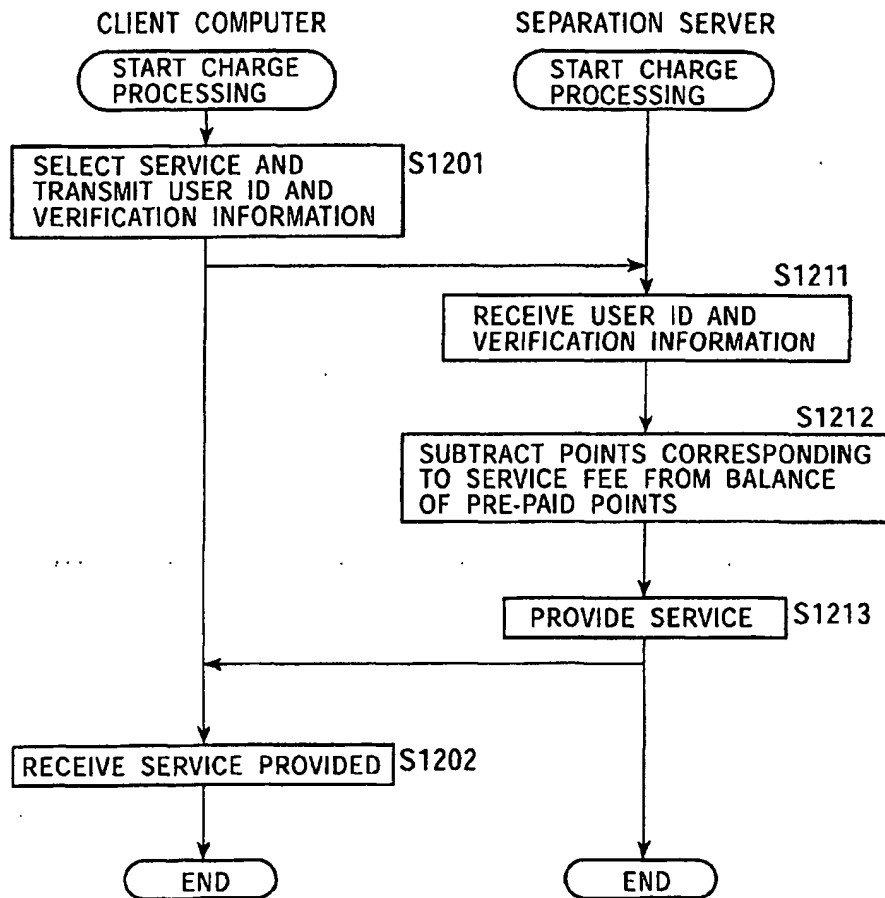 CLIENT COMPUTER
SEPARATION SERVER
START CHARGE
PROCESSING
START CHARGE
PROCESSING
SELECT SERVICE AND
TRANSMIT USER ID AND
VERIFICATION INFORMATION
S1201
S1211
RECEIVE USER ID AND
VERIFICATION INFORMATION
S1212
SUBTRACT POINTS CORRESPONDING
TO SERVICE FEE FROM BALANCE
OF PRE-PAID POINTS
PROVIDE SERVICE
S1213
RECEIVE SERVICE PROVIDED
S1202
END
END